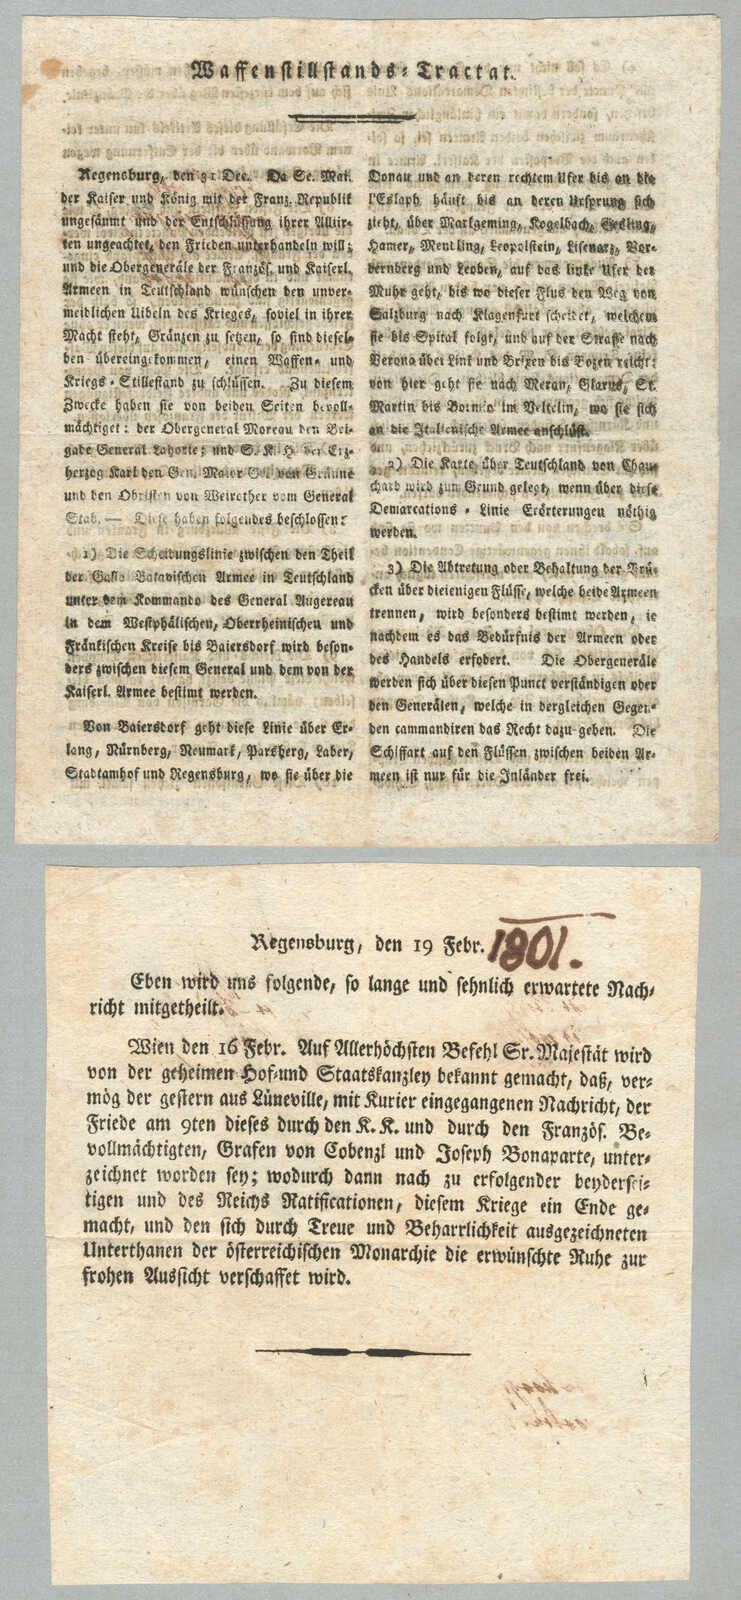 Waffenstillstands-Tractat.
Regensburg, den 31 Dec. Da Se. Mai.
der Kaiser und König mit der Franz. Republik
ungesäumt und der Entschlüssung ihrer Alliir-
ten ungeachtet, den Frieden unterhandeln will;
und die Obergenerále der Französ. und Kaiserl.
Armeen in Teutschland wünschen den unver-
meidlichen Uibeln des Krieges, soviel in ihrer
Macht steht, Gränzen zu setzen, so sind diesel-
ben übereingekommen, einen Waffen- und
Kriegs-Stillestand zu schlüssen. Zu diesem
Zwecke haben sie von beiden Seiten bevoll-
mächtiget: der Obergeneral Moreau den Bri-
gade General Lahorie; und S. K. H. der Erz-
herzog Karl den Gen. Maior Gr. von Grünne
und den Obristen von Weirother vom General
Stab. — Diese haben folgendes beschlossen:
1) Die Scheidungslinie zwischen den Theil
der Gallo Batavischen Armee in Teutschland
unter dem Kommando des General Augereau
in dem Westphälischen, Oberrheinischen und
Fränkischen Kreise bis Baiersdorf wird beson-
ders zwischen diesem General und dem von der
Kaiserl. Armee bestimt werden.
Von Baiersdorf geht diese Linie über Er-
lang, Nürnberg, Neumark, Parsberg, Laber,
Stadtamhof und Regensburg, wo sie über die
Donau und an deren rechtem Ufer bis an die
l'Eslaph häuft bis an deren Ursprung sich
zieht, über Markgeming, Kogelbach, Gesling,
Hamer, Mentling, Leopolstein, Lisenarz, Vor-
dernberg und Leoben, auf das linke Ufer der
Muhr geht, bis wo dieser Flus den Weg von
Salzburg nach Klagenfurt scheidet, welchem
sie bis Spital folgt, und auf der Strasse nach
Verona über Link und Brixen bis Bozen reicht;
von hier geht sie nach Meran, Glarus, St.
Martin bis Bormio im Veltelin, wo sie sich
an die Italienische Armee anschlüst.
2) Die Karte über Teutschland von Chau-
chard wird zum Grund gelegt, wenn über diese
Demarcations-Linie Erörterungen nöthig
werden.
3) Die Abtretung oder Behaltung der Brü-
cken über dieienigen Flüsse, welche beide Armeen
trennen, wird besonders bestimt werden, ie
nachdem es das Bedürfnis der Armeen oder
des Handels erfodert. Die Obergeneräle
werden sich über diesen Punct verständigen oder
den Generälen, welche in dergleichen Gegen-
den cammandiren das Recht dazu geben. Die
Schiffart auf den Flüssen zwischen beiden Ar-
meen ist nur für die Inländer frei.
Regensburg, den 19 Febr. 1801.
Eben wird uns folgende, so lange und sehnlich erwartete Nach-
richt mitgetheilt.
Wien den 16 Febr. Auf Allerhöchsten Befehl Sr. Majestät wird
von der geheimen Hof-und Staatskanzley bekannt gemacht, daß, ver-
mög der gestern aus Lüneville, mit Kurier eingegangenen Nachricht, der
Friede am 9ten dieses durch den K. K. und durch den Französ. Be-
vollmächtigten, Grafen von Cobenzl und Joseph Bonaparte, unter-
zeichnet worden sey; wodurch dann nach zu erfolgender beydersei-
tigen und des Reichs Ratificationen, diesem Kriege ein Ende ge-
macht, und den sich durch Treue und Beharrlichkeit ausgezeichneten
Unterthanen der österreichischen Monarchie die erwünschte Ruhe zur
frohen Aussicht verschaffet wird.